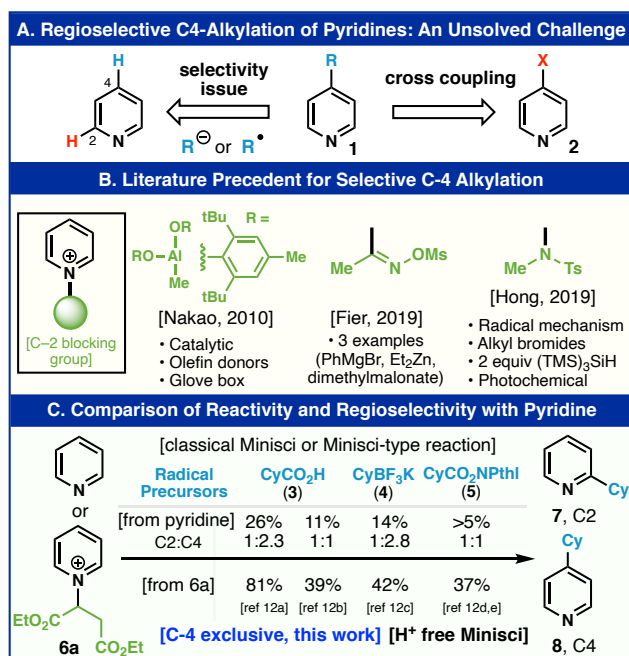 A. Regioselective C4-Alkylation of Pyridines: An Unsolved Challenge
H
4
H
2
N
selectivity
issue
R⊖ or R•
R
N
1
cross coupling
X
N
2
B. Literature Precedent for Selective C-4 Alkylation
N
+
[C–2 blocking
group]
OR
RO
Al
Me
R =
tBu
Me
tBu
[Nakao, 2010]
• Catalytic
• Olefin donors
• Glove box
Me
N
OMs
[Fier, 2019]
• 3 examples
(PhMgBr, Et2Zn,
dimethylmalonate)
Me
N
Ts
[Hong, 2019]
• Radical mechanism
• Alkyl bromides
• 2 equiv (TMS)3SiH
• Photochemical
C. Comparison of Reactivity and Regioselectivity with Pyridine
N
or
N
+
EtO2C
CO2Et
6a
[classical Minisci or Minisci-type reaction]
Radical
Precursors
CyCO2H
(3)
CyBF3K
(4)
CyCO2NPthl
(5)
[from pyridine] 26% 11% 14% >5%
C2:C4 1:2.3 1:1 1:2.8 1:1
[from 6a] 81% 39% 42% 37%
[ref 12a] [ref 12b] [ref 12c] [ref 12d,e]
[C-4 exclusive, this work] [H+ free Minisci]
N
Cy
7, C2
Cy
N
8, C4